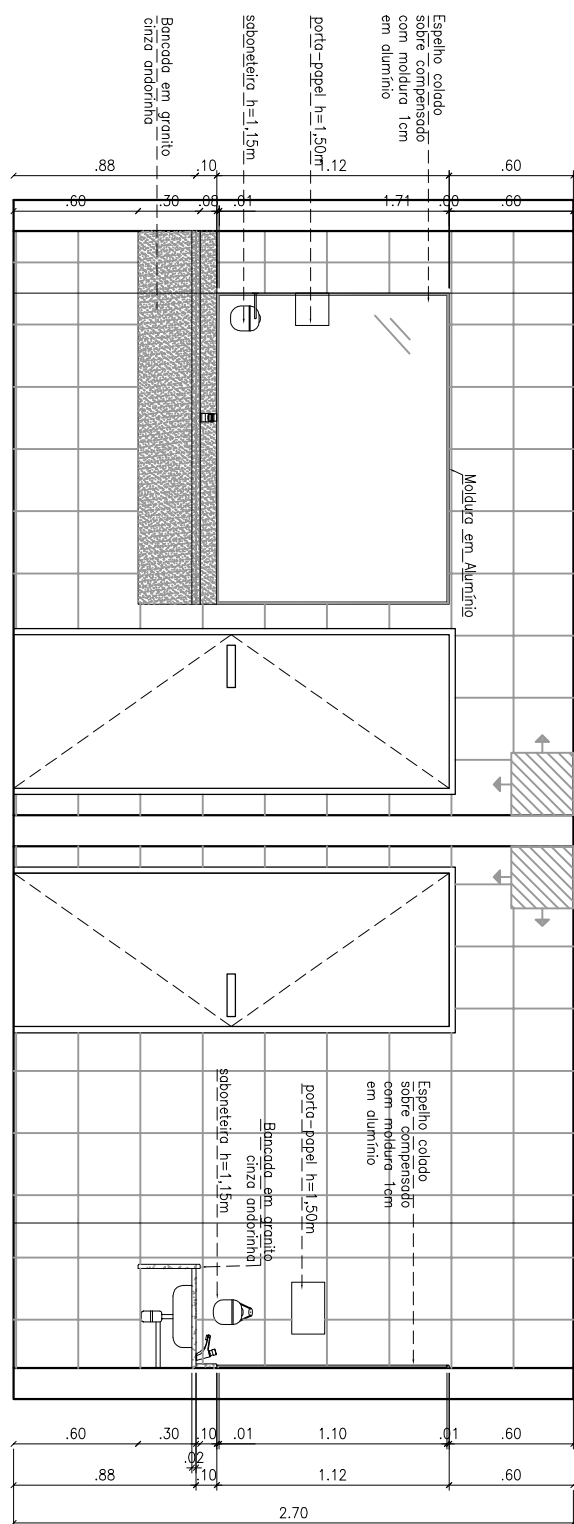 Espelho colado
sobre compensado
com moldura 1cm
em alumínio
porta-papel h=1,50m
saboneteira h=1,15m
Bancada em granito
cinza andorinha
.88
.10
1.12
.60
.60
.30
.08
.01
1.71
.60
Moldura em Alumínio
Espelho colado
sobre compensado
com moldura 1cm
em alumínio
porta-papel h=1,50m
Bancada em granito
cinza andorinha
saboneteira h=1,15m
.60
.30
.10
.01
1.10
.01
.60
.02
.88
.10
1.12
.60
2.70